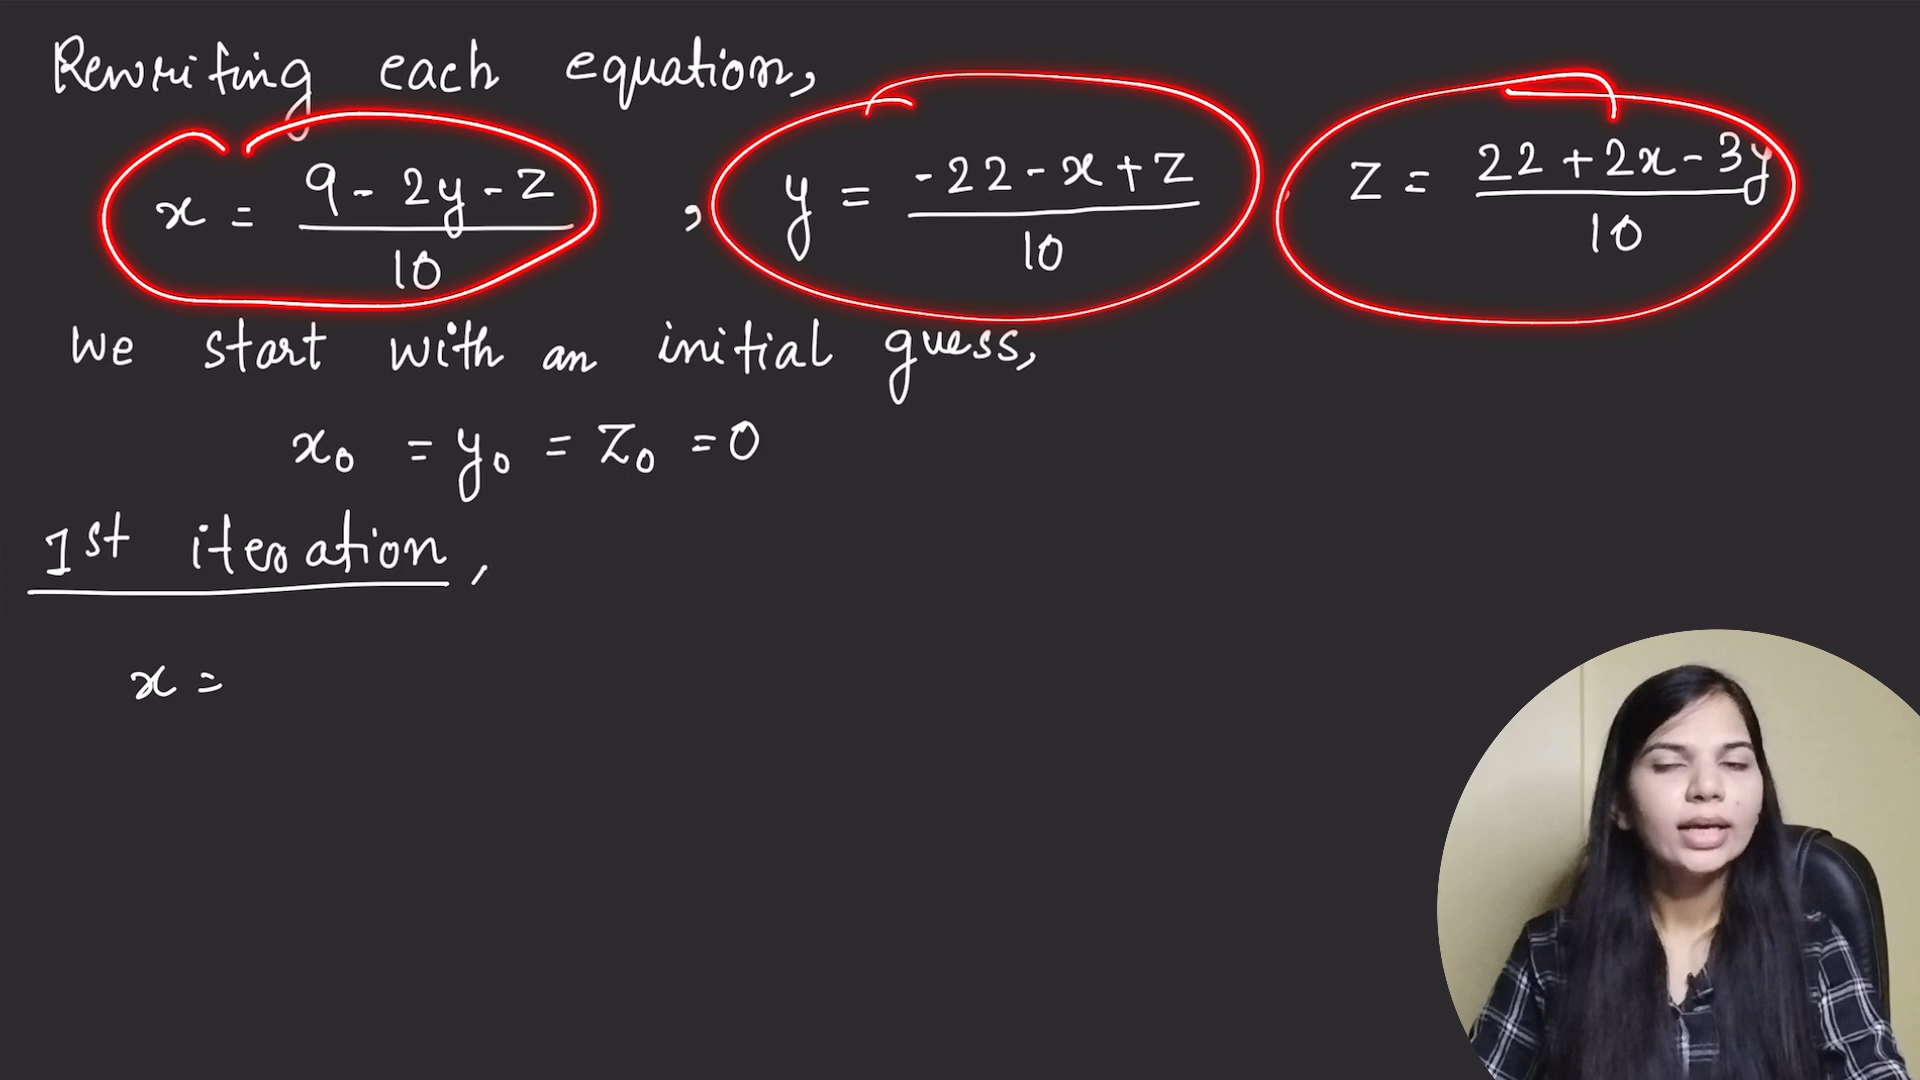 Rewriting each equation,
x = (9 - 2y - z)/10 , y = (-22 - x + z)/10 z = (22 + 2x - 3y)/10
We start with an initial guess,
x₀ = y₀ = z₀ = 0
1st iteration,
x =